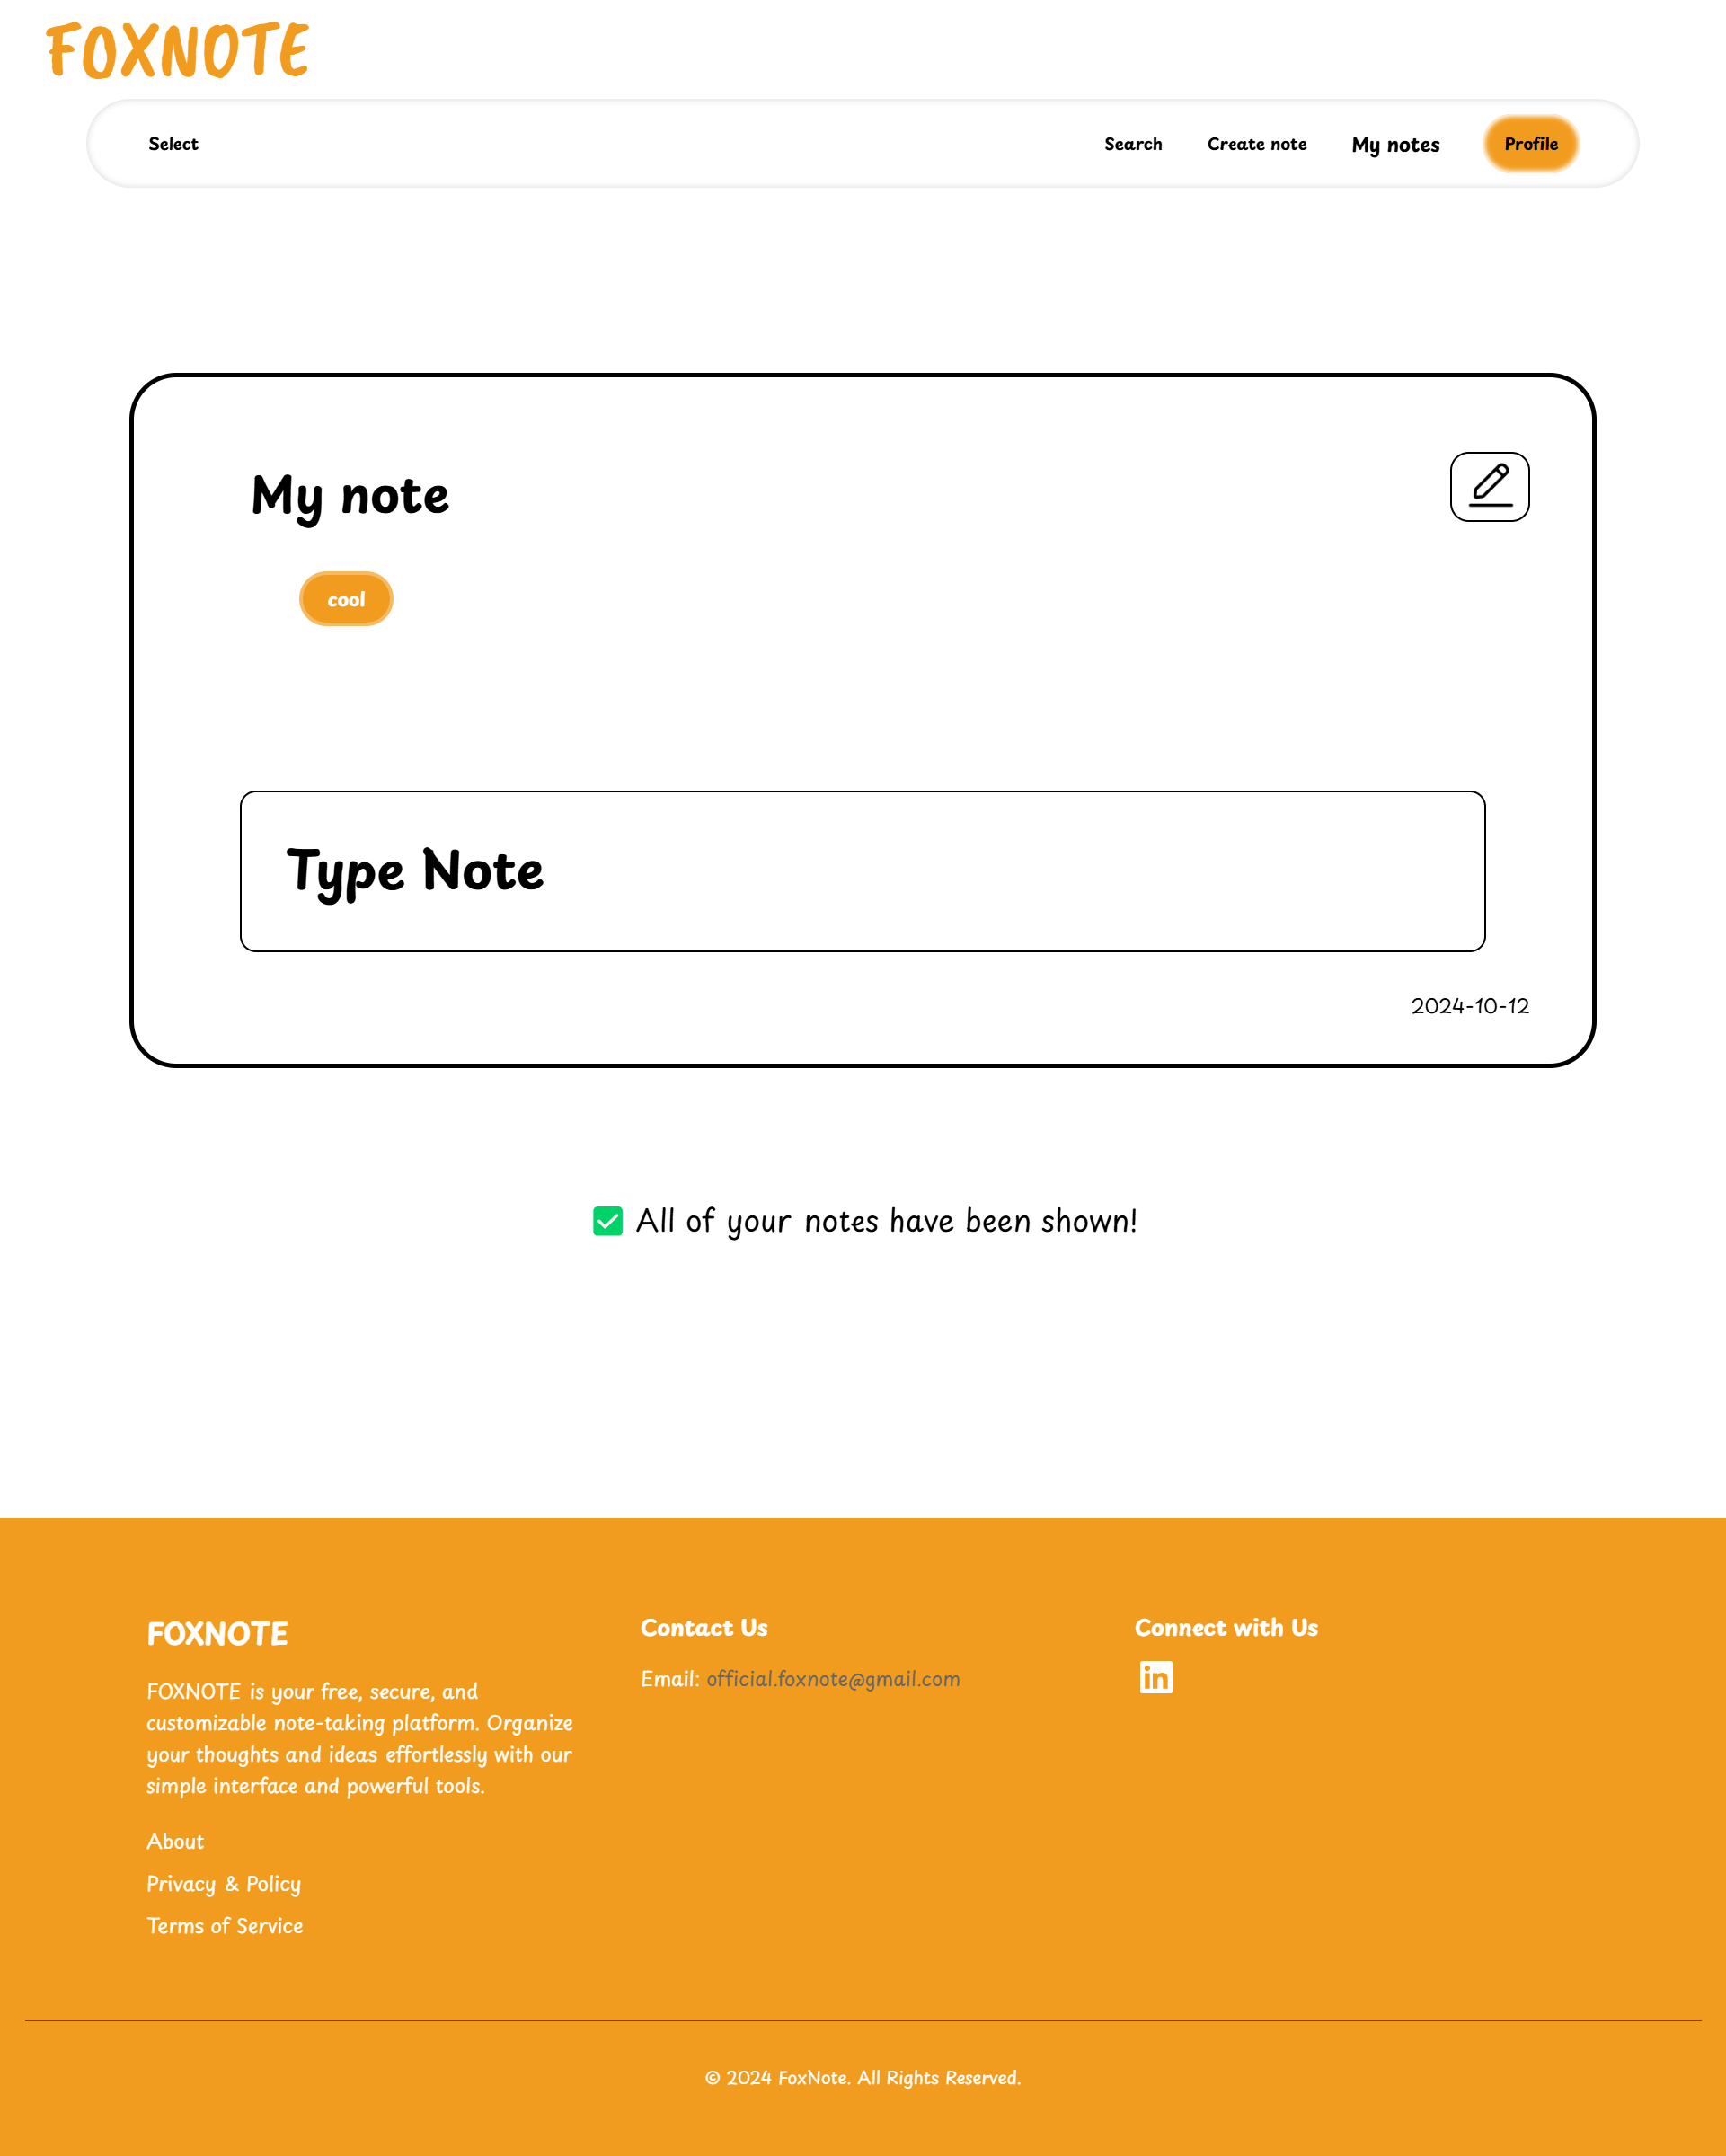 FOXNOTE
Select
Search
Create note
My notes
Profile
My note
cool
Type Note
2024-10-12
All of your notes have been shown!
FOXNOTE
FOXNOTE is your free, secure, and
customizable note-taking platform. Organize
your thoughts and ideas effortlessly with our
simple interface and powerful tools.
About
Privacy & Policy
Terms of Service
Contact Us
Email: official.foxnote@gmail.com
Connect with Us
in
© 2024 FoxNote. All Rights Reserved.